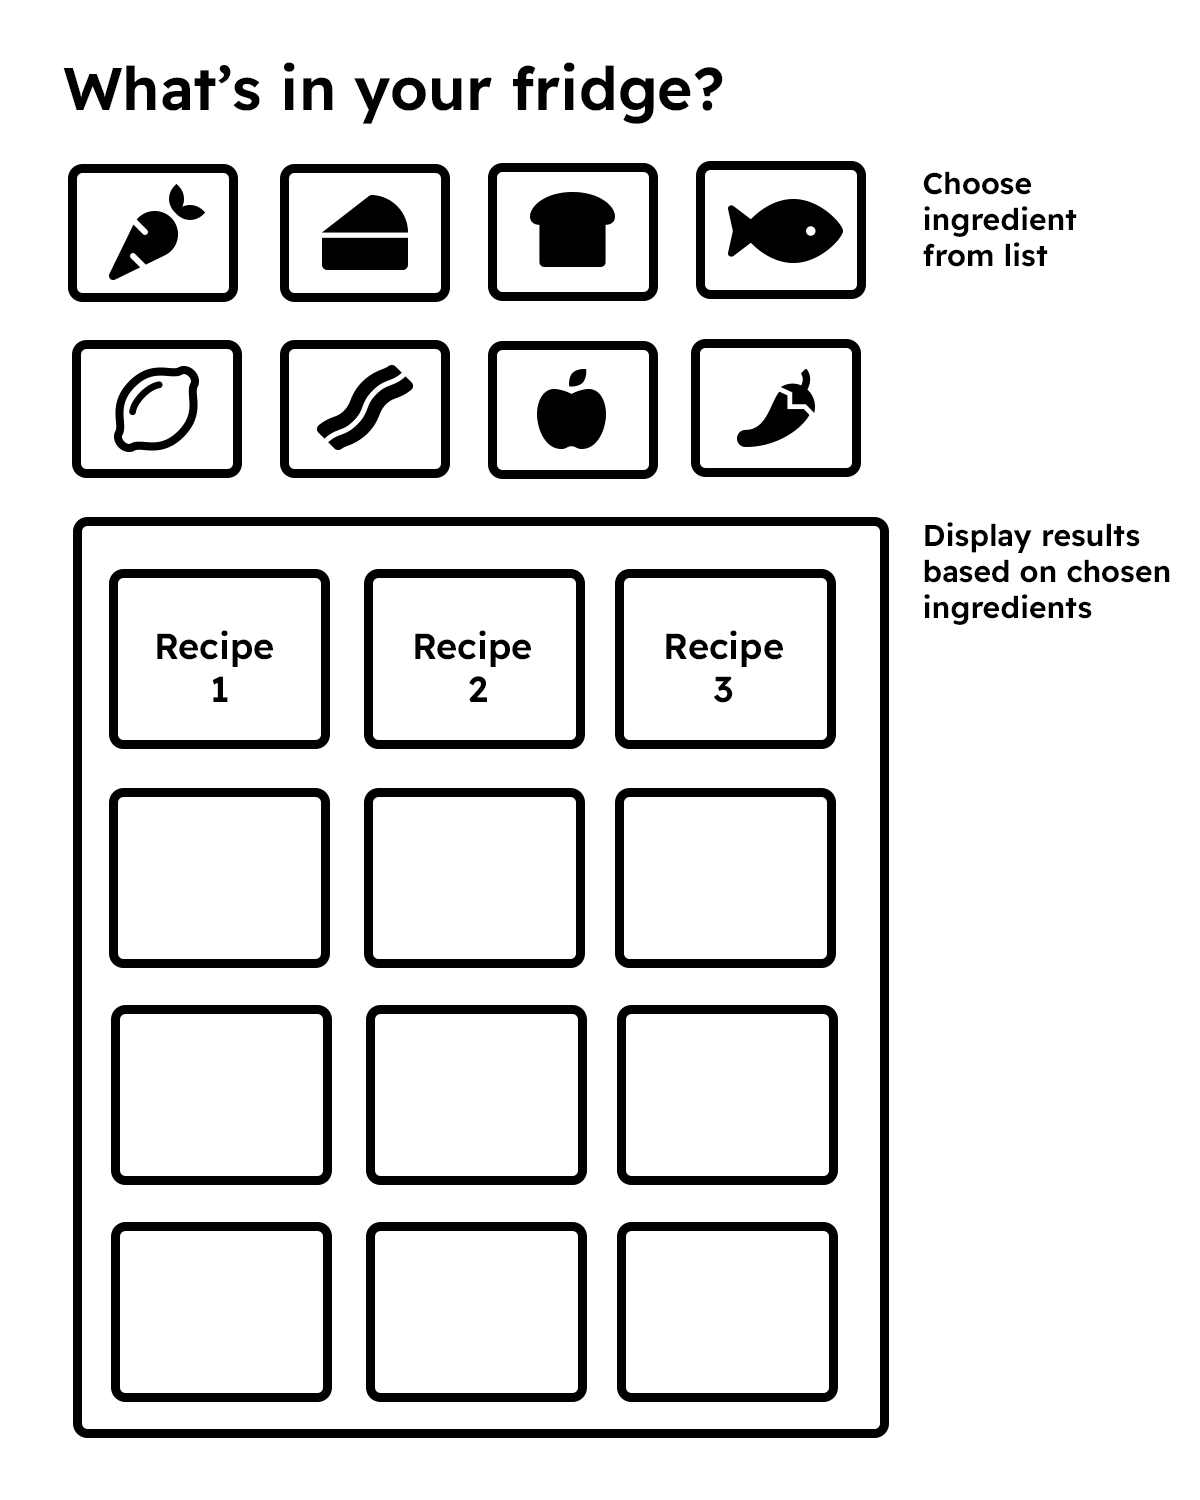 What’s in your fridge?
Choose
ingredient
from list
Display results
based on chosen
ingredients
Recipe
1
Recipe
2
Recipe
3